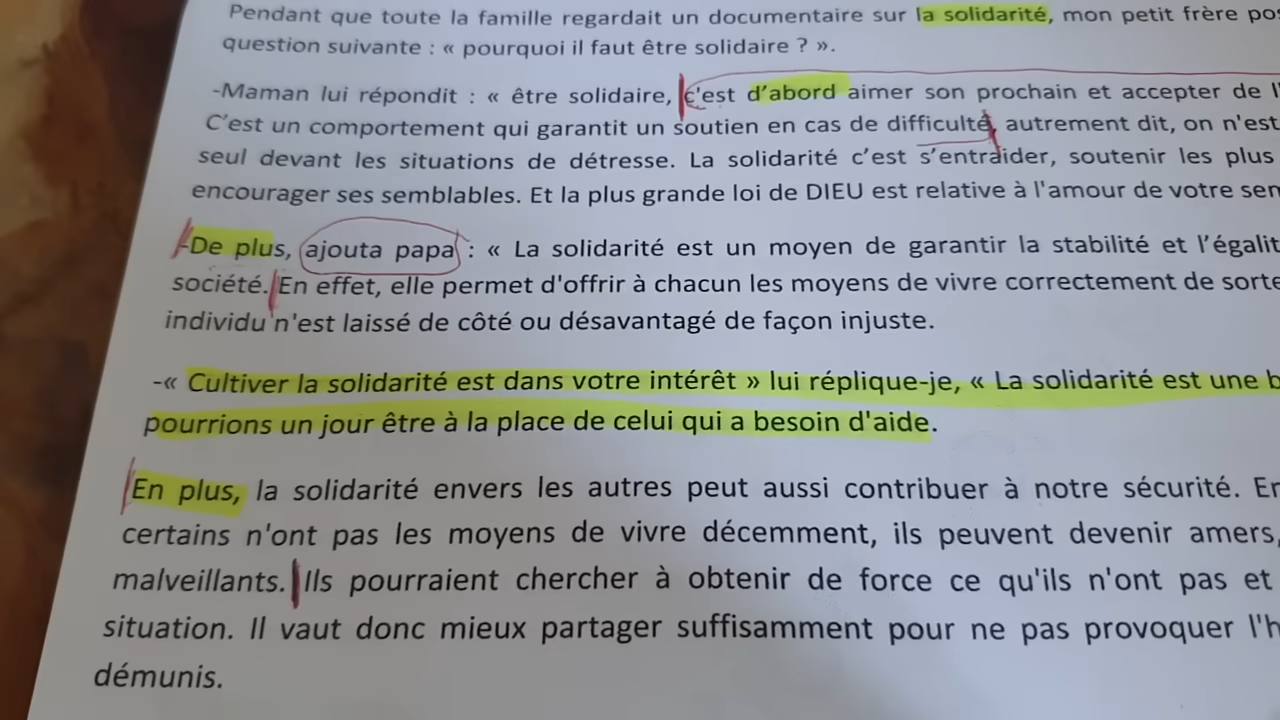 Pendant que toute la famille regardait un documentaire sur la solidarité, mon petit frère
question suivante : « pourquoi il faut être solidaire ? ».
-Maman lui répondit : « être solidaire, c'est d’abord aimer son prochain et accepter de
C’est un comportement qui garantit un soutien en cas de difficulté, autrement dit, on n'est
seul devant les situations de détresse. La solidarité c’est s’entraider, soutenir les plus
encourager ses semblables. Et la plus grande loi de DIEU est relative à l'amour de votre
-De plus, ajouta papa : « La solidarité est un moyen de garantir la stabilité et
société. En effet, elle permet d'offrir à chacun les moyens de vivre correctement de
individu n'est laissé de côté ou désavantagé de façon injuste.
-« Cultiver la solidarité est dans votre intérêt » lui réplique-je, « La solidarité est une
pourrions un jour être à la place de celui qui a besoin d'aide.
En plus, la solidarité envers les autres peut aussi contribuer à notre sécurité.
certains n'ont pas les moyens de vivre décemment, ils peuvent devenir amers,
malveillants. Ils pourraient chercher à obtenir de force ce qu'ils n'ont pas et
situation. Il vaut donc mieux partager suffisamment pour ne pas provoquer
démunis.